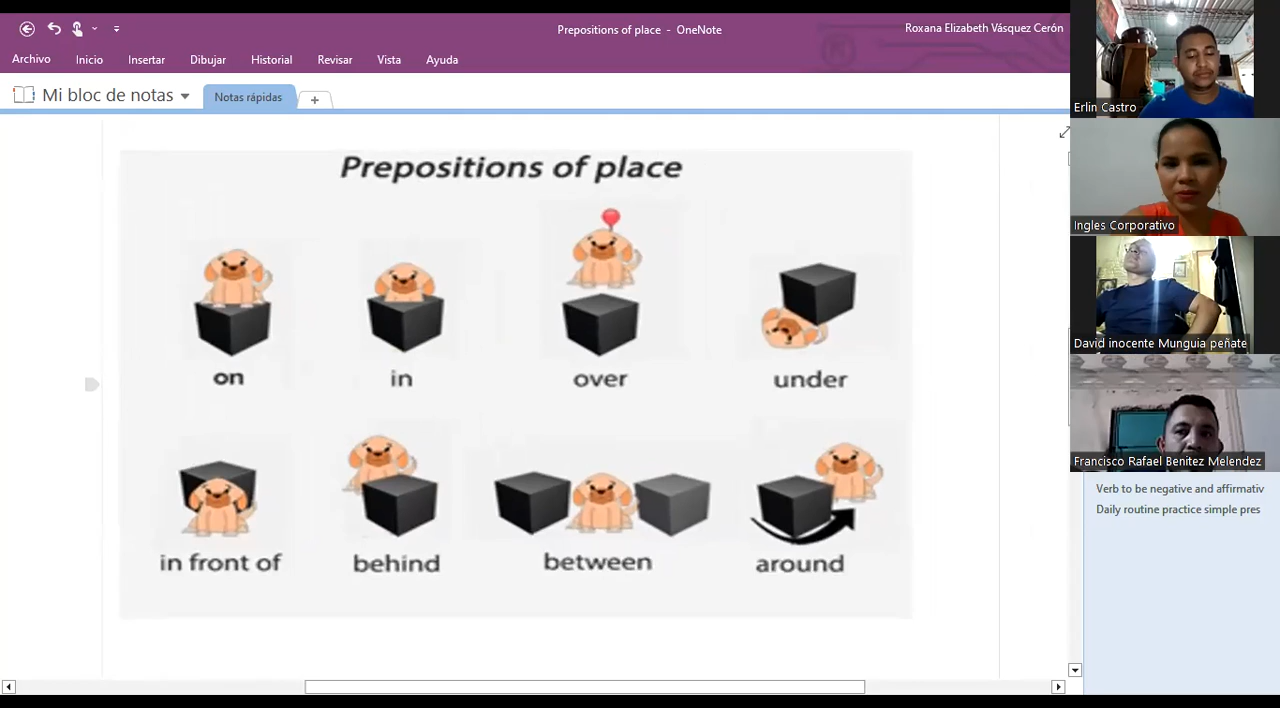 Prepositions of place - OneNote
Roxana Elizabeth Vásquez Cerón
Archivo Inicio Insertar Dibujar Historial Revisar Vista Ayuda
Mi bloc de notas
Notas rápidas
Prepositions of place
on in over under
in front of behind between around
Erlin Castro
Ingles Corporativo
David inocente Munguia peñate
Francisco Rafael Benitez Melendez
Verb to be negative and affirmativ
Daily routine practice simple pres